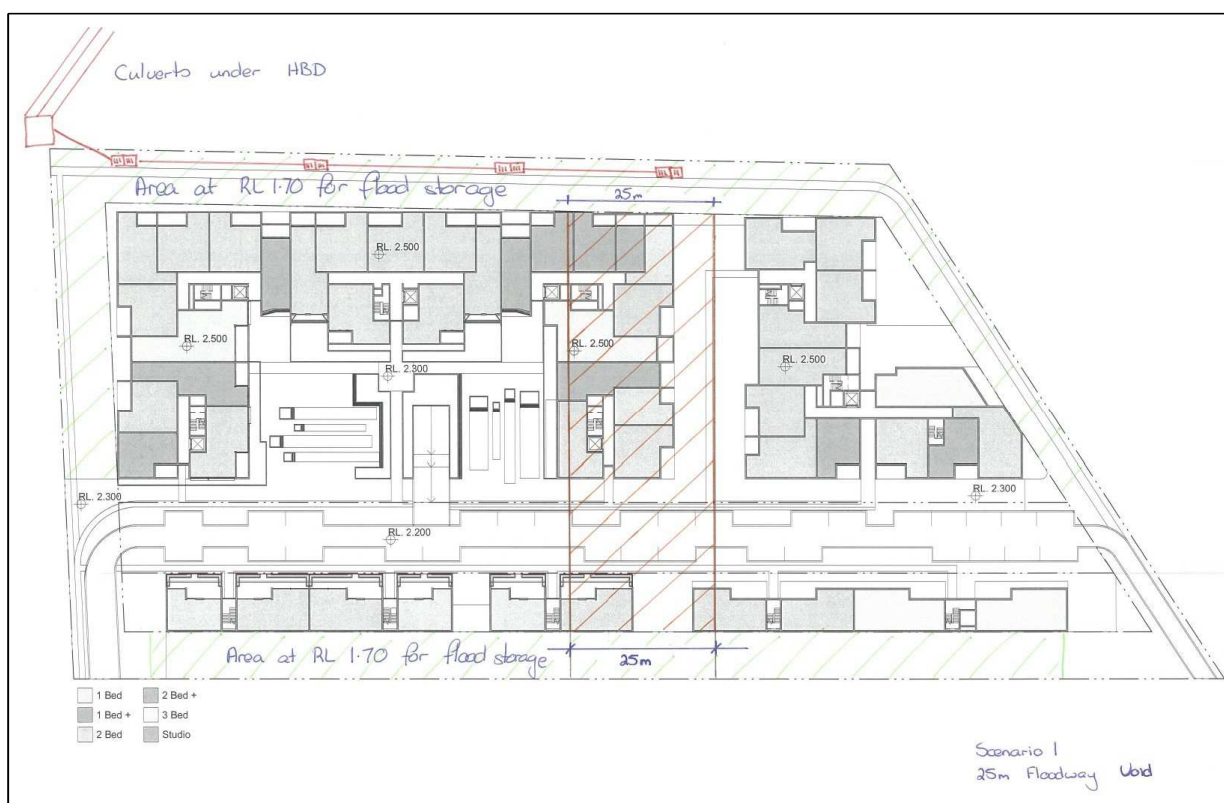 Culverts under HBD
Area at RL 1.70 for flood storage
25m
RL. 2.500
RL. 2.500
RL. 2.500
RL. 2.500
RL. 2.300
RL. 2.300
RL. 2.300
RL. 2.200
Area at RL 1.70 for flood storage
25m
1 Bed
2 Bed +
1 Bed +
3 Bed
2 Bed
Studio
Scenario 1
25m Floodway Void